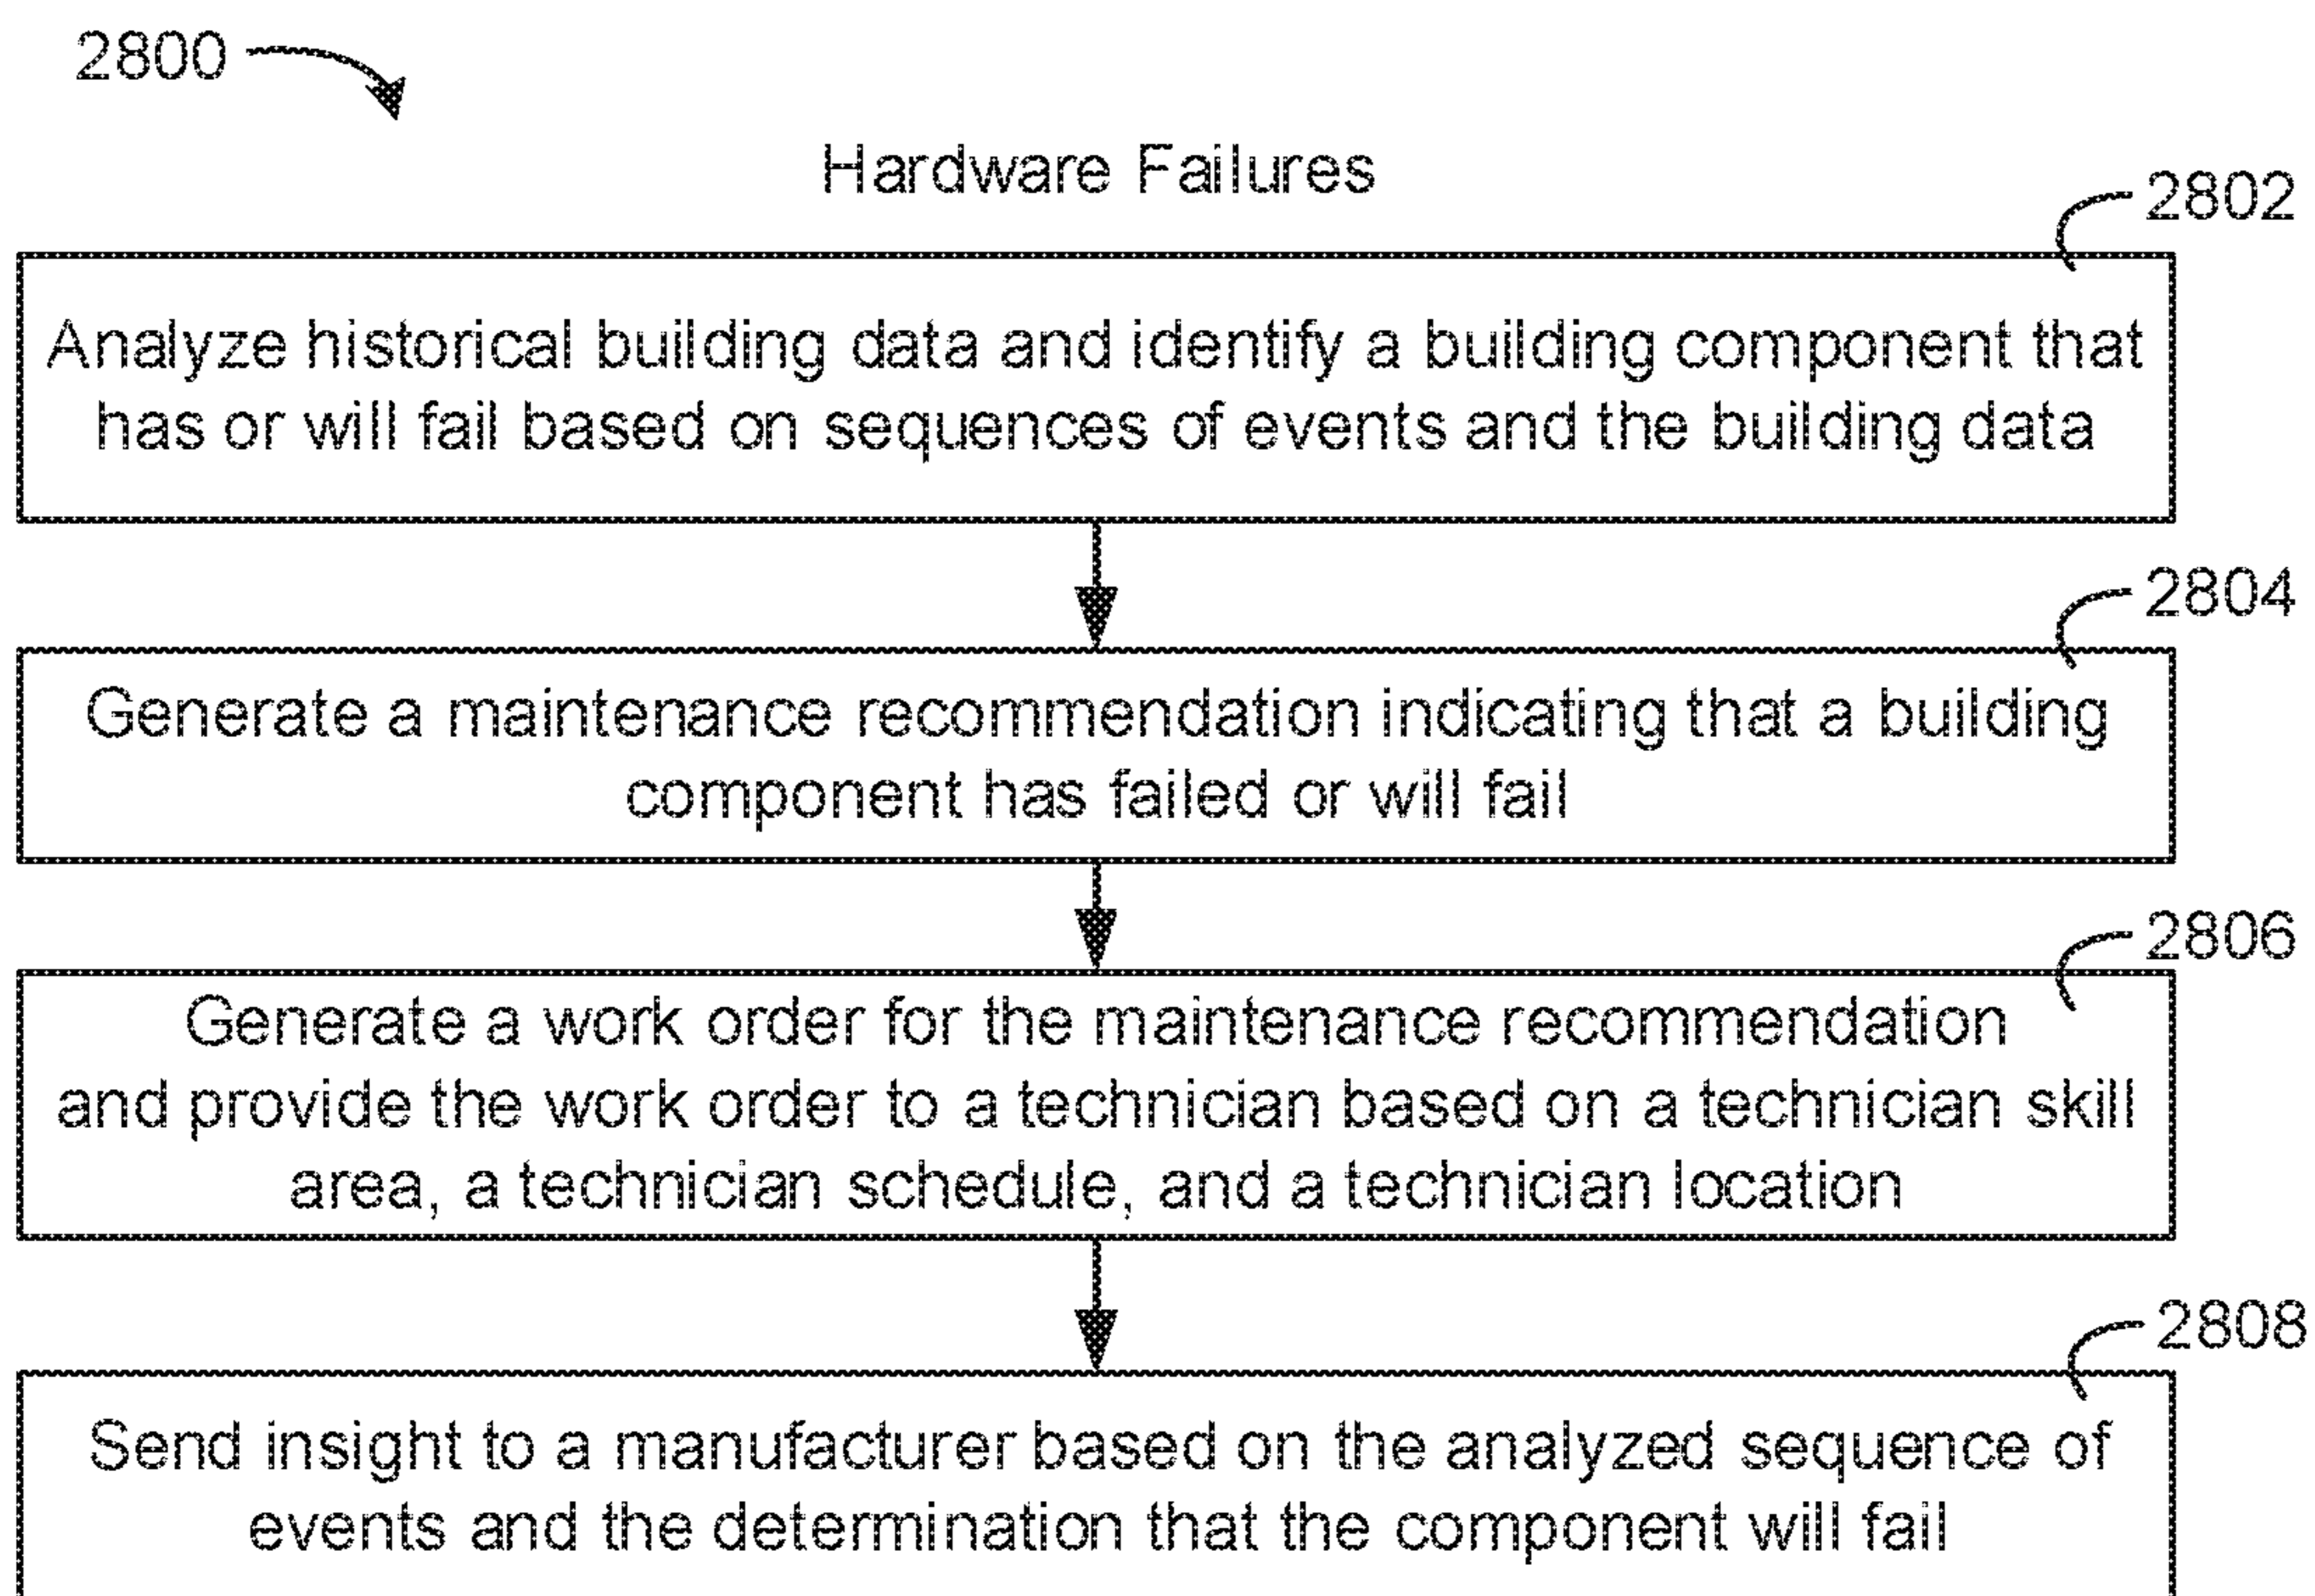 2800
Hardware Failures
2802
Analyze historical building data and identify a building component that
has or will fail based on sequences of events and the building data
2804
Generate a maintenance recommendation indicating that a building
component has failed or will fail
2806
Generate a work order for the maintenance recommendation
and provide the work order to a technician based on a technician skill
area, a technician schedule, and a technician location
2808
Send insight to a manufacturer based on the analyzed sequence of
events and the determination that the component will fail